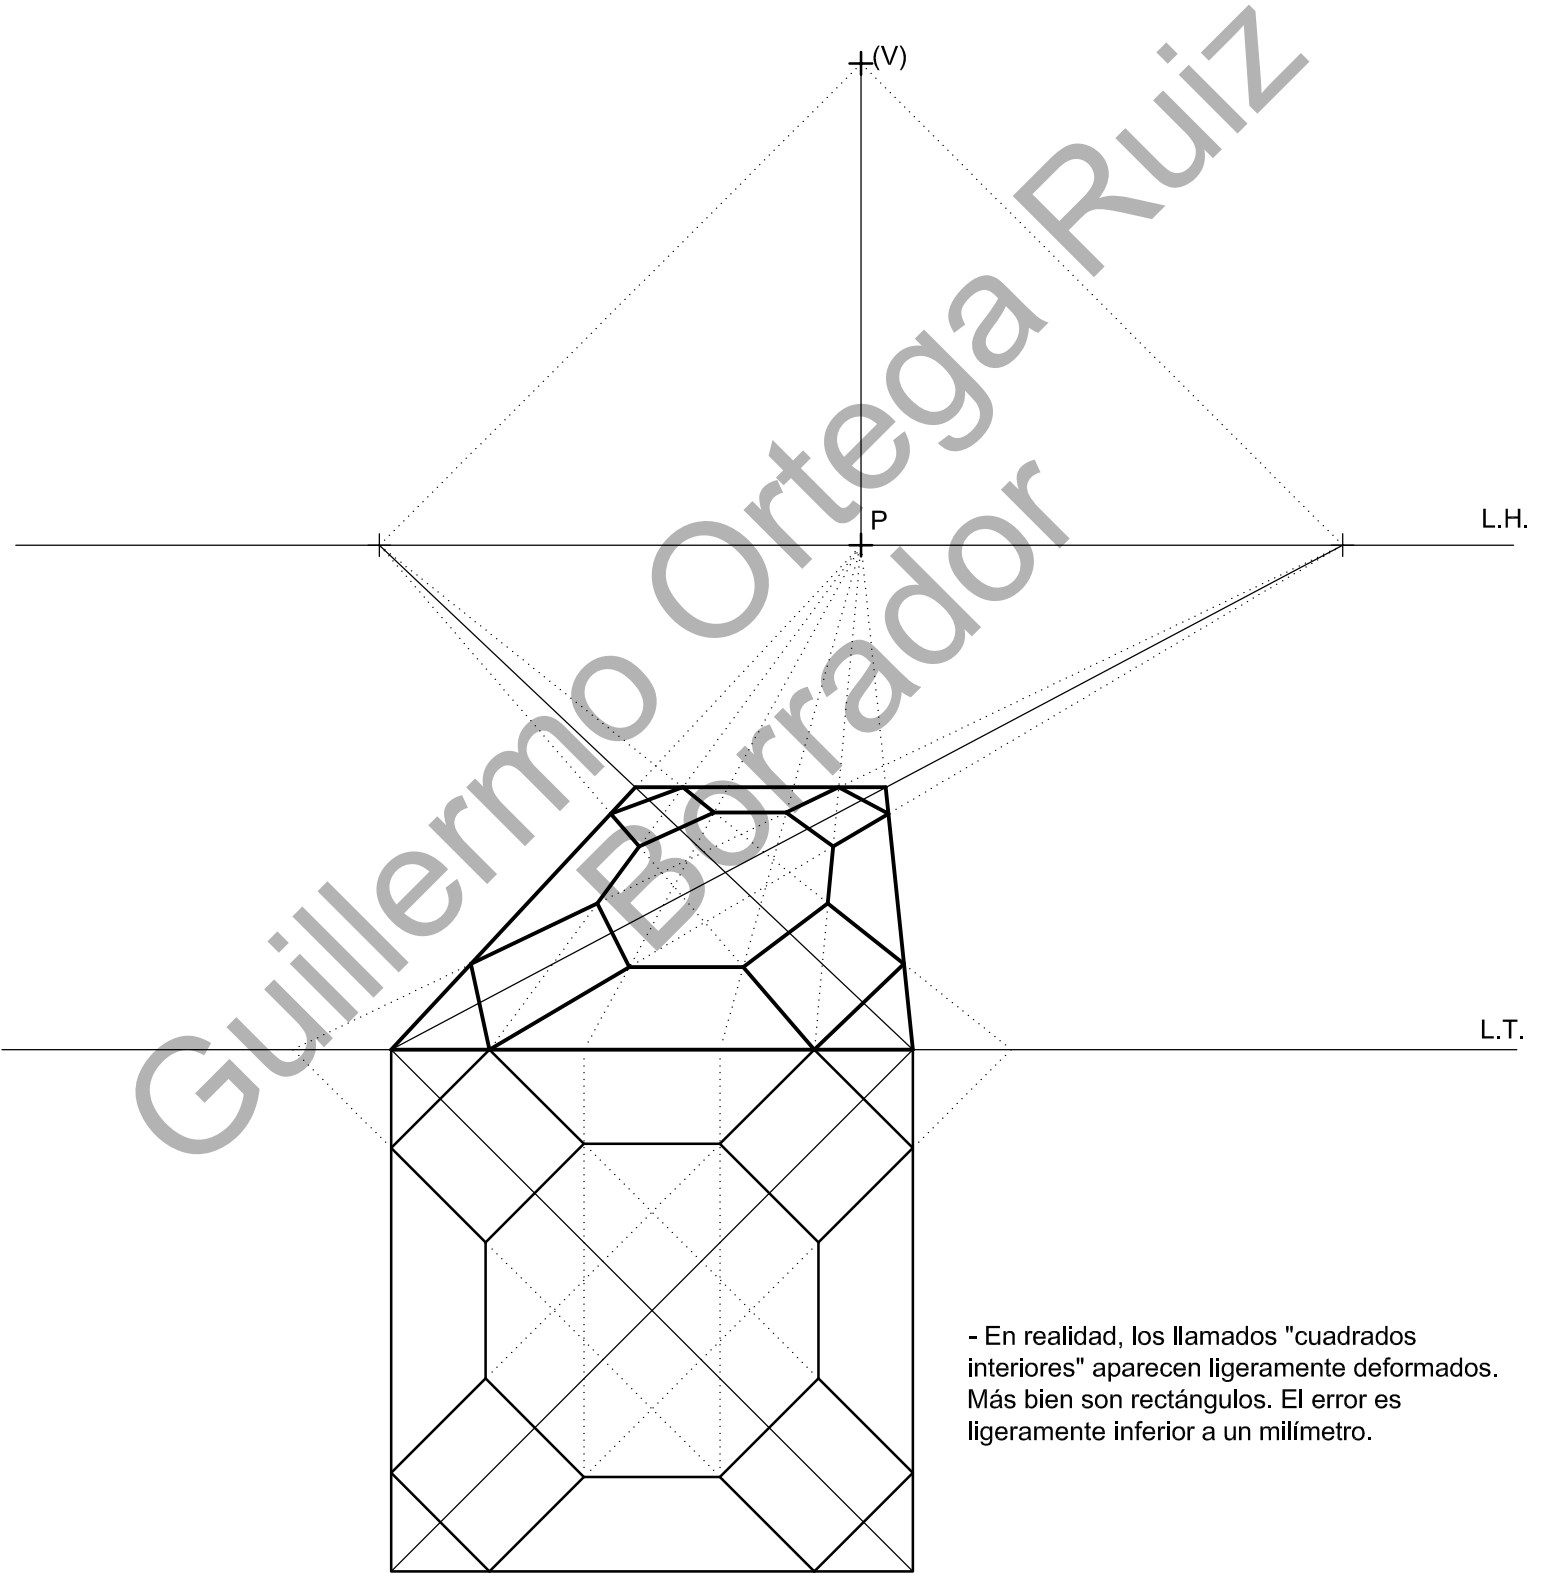 (V)
P
L.H.
Guillermo Ortega Ruiz
Borrador
L.T.
- En realidad, los llamados "cuadrados
interiores" aparecen ligeramente deformados.
Más bien son rectángulos. El error es
ligeramente inferior a un milímetro.